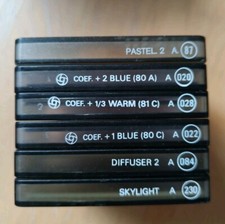 PASTEL 2 A 87
COEF. + 2 BLUE (80 A) A 020
COEF. + 1/3 WARM (81 C) A 028
COEF. + 1 BLUE (80 C) A 022
DIFFUSER 2 A 084
SKYLIGHT A 230